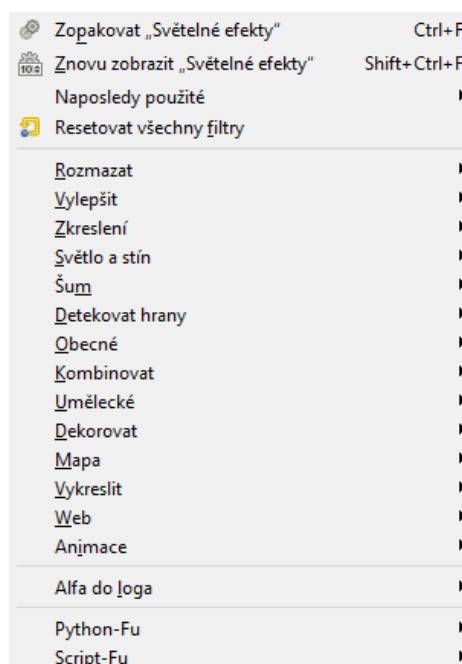 Zopakovat „Světelné efekty“ Ctrl+F
Znovu zobrazit „Světelné efekty“ Shift+Ctrl+F
Naposledy použité
Resetovat všechny filtry
Rozmazat
Vylepšit
Zkreslení
Světlo a stín
Šum
Detekovat hrany
Obecné
Kombinovat
Umělecké
Dekorovat
Mapa
Vykreslit
Web
Animace
Alfa do loga
Python-Fu
Script-Fu